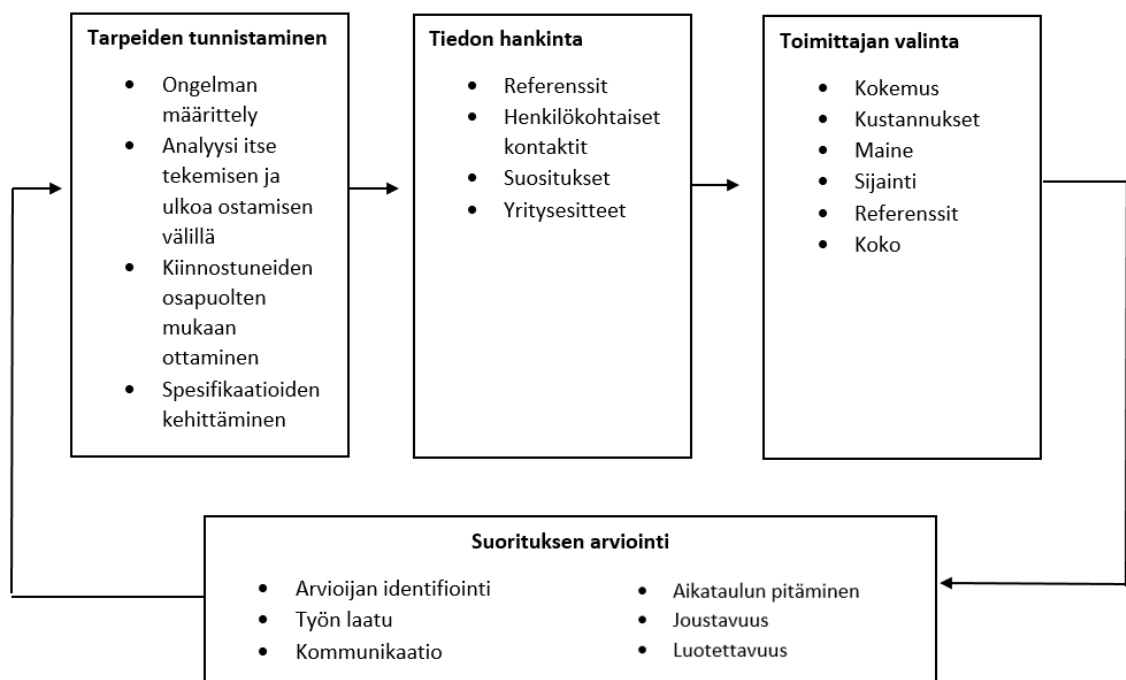 Tarpeiden tunnistaminen
• Ongelman
määrittely
• Analyysi itse
tekemisen ja
ulkoa ostamisen
välillä
• Kiinnostuneiden
osapuolten
mukaan
ottaminen
• Spesifikaatioiden
kehittäminen
Tiedon hankinta
• Referenssit
• Henkilökohtaiset
kontaktit
• Suositukset
• Yritysesitteet
Toimittajan valinta
• Kokemus
• Kustannukset
• Maine
• Sijainti
• Referenssit
• Koko
Suorituksen arviointi
• Arvioijan identifiointi
• Työn laatu
• Kommunikaatio
• Aikataulun pitäminen
• Joustavuus
• Luotettavuus